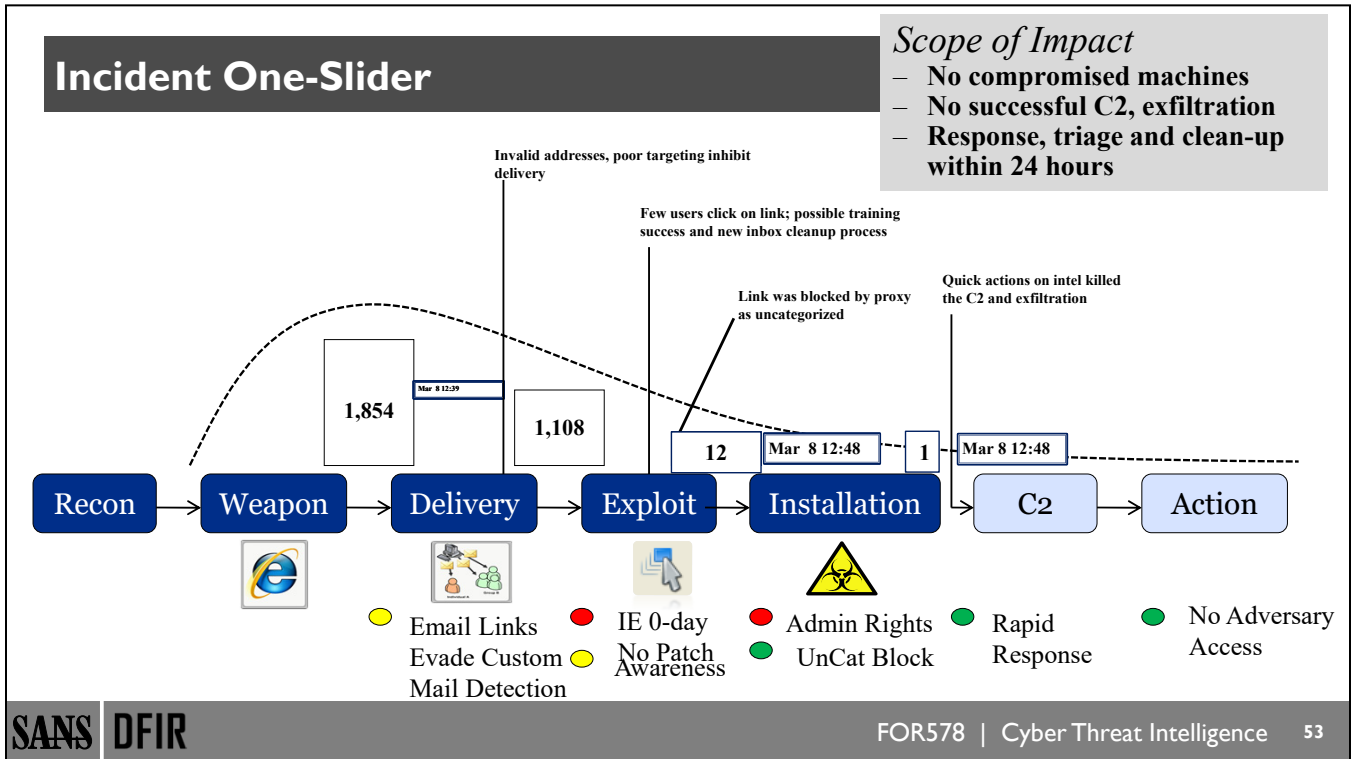 Incident One-Slider
Scope of Impact
– No compromised machines
– No successful C2, exfiltration
– Response, triage and clean-up
within 24 hours
Invalid addresses, poor targeting inhibit
delivery
Few users click on link; possible training
success and new inbox cleanup process
Link was blocked by proxy
as uncategorized
Quick actions on intel killed
the C2 and exfiltration
1,854
Mar 8 12:39
1,108
12
Mar 8 12:48
1
Mar 8 12:48
Recon
Weapon
Delivery
Exploit
Installation
C2
Action
Email Links
Evade Custom
Mail Detection
IE 0-day
No Patch
Awareness
Admin Rights
UnCat Block
Rapid
Response
No Adversary
Access
SANS DFIR
FOR578 | Cyber Threat Intelligence 53